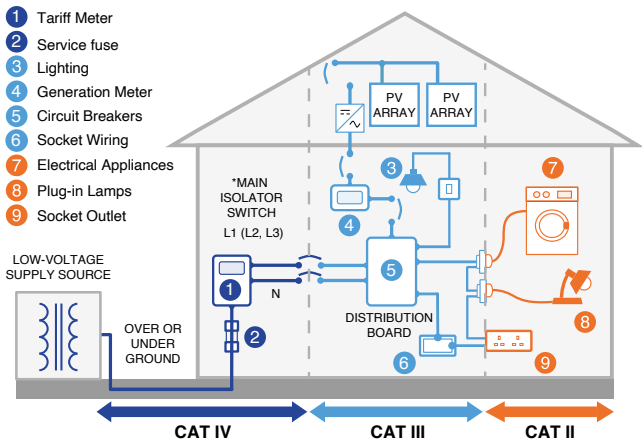 1 Tariff Meter
2 Service fuse
3 Lighting
4 Generation Meter
5 Circuit Breakers
6 Socket Wiring
7 Electrical Appliances
8 Plug-in Lamps
9 Socket Outlet
PV
ARRAY
PV
ARRAY
*MAIN
ISOLATOR
SWITCH
L1 (L2, L3)
3
4
7
LOW-VOLTAGE
SUPPLY SOURCE
1
N
5
OVER OR
UNDER
GROUND
2
DISTRIBUTION
BOARD
6
8
9
CAT IV
CAT III
CAT II